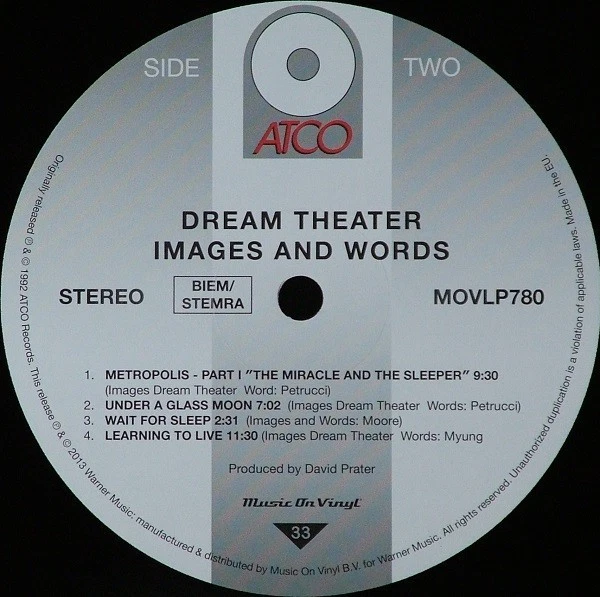 SIDE TWO
ATCO
DREAM THEATER
IMAGES AND WORDS
STEREO
BIEM/
STEMRA
MOVLP780
1. METROPOLIS - PART I "THE MIRACLE AND THE SLEEPER" 9:30
(Images Dream Theater Word: Petrucci)
2. UNDER A GLASS MOON 7:02 (Images Dream Theater Words: Petrucci)
3. WAIT FOR SLEEP 2:31 (Images and Words: Moore)
4. LEARNING TO LIVE 11:30 (Images Dream Theater Words: Myung
Produced by David Prater
Music On Vinyl
33
Originally released ℗ & © 1992 ATCO Records. This release ℗ & © 2013 Warner Music: manufactured & distributed by Music On Vinyl B.V. for Warner Music. All rights reserved. Unauthorized duplication is a violation of applicable laws. Made in the EU.